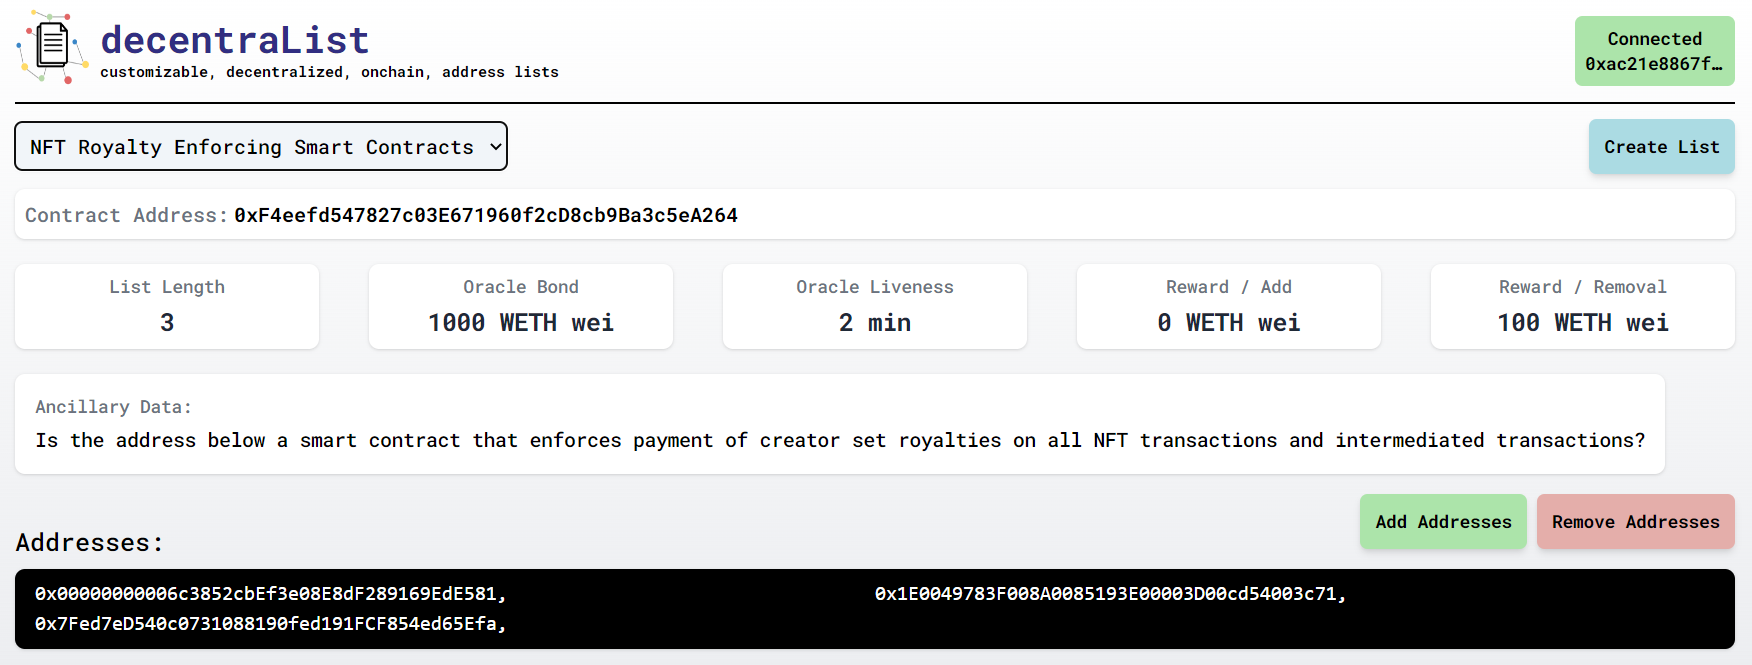 decentraList
customizable, decentralized, onchain, address lists
Connected
0xac21e8867f…
NFT Royalty Enforcing Smart Contracts
Create List
Contract Address: 0xF4eefd547827c03E671960f2cD8cb9Ba3c5eA264
List Length
3
Oracle Bond
1000 WETH wei
Oracle Liveness
2 min
Reward / Add
0 WETH wei
Reward / Removal
100 WETH wei
Ancillary Data:
Is the address below a smart contract that enforces payment of creator set royalties on all NFT transactions and intermediated transactions?
Add Addresses
Remove Addresses
Addresses:
0x00000000006c3852cbEf3e08E8dF289169EdE581,
0x1E0049783F008A0085193E00003D00cd54003c71,
0x7Fed7eD540c0731088190fed191FCF854ed65Efa,